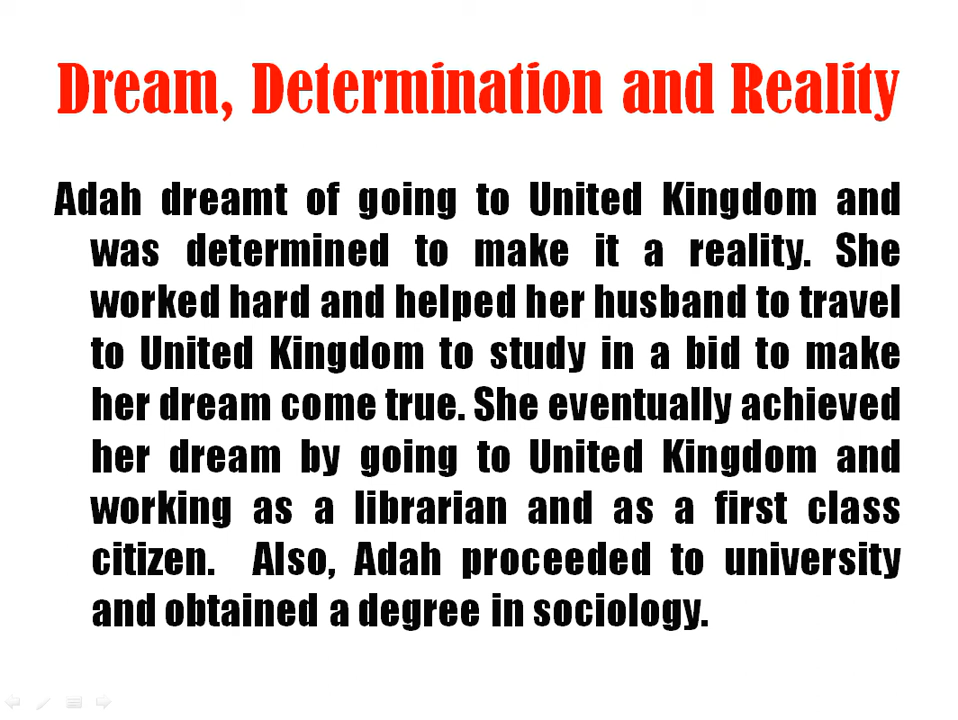 Dream, Determination and Reality
Adah dreamt of going to United Kingdom and
was determined to make it a reality. She
worked hard and helped her husband to travel
to United Kingdom to study in a bid to make
her dream come true. She eventually achieved
her dream by going to United Kingdom and
working as a librarian and as a first class
citizen. Also, Adah proceeded to university
and obtained a degree in sociology.